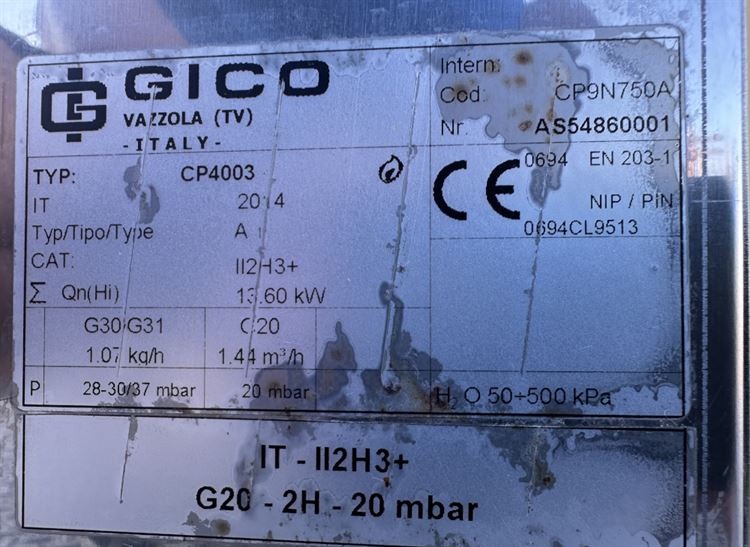 GICO
VAZZOLA (TV)
- ITALY -
Intern.
Cod. CP9N750A
Nr. AS54860001
TYP: CP4003
IT 2014
Typ/Tipo/Type A
CAT: II2H3+
Σ Qn(Hi) 13.60 kW
G30/G31 G20
1.07 kg/h 1.44 m³/h
P 28-30/37 mbar 20 mbar
CE 0694 EN 203-1
NIP / PIN
0694CL9513
H₂O 50÷500 kPa
IT - II2H3+
G20 - 2H - 20 mbar